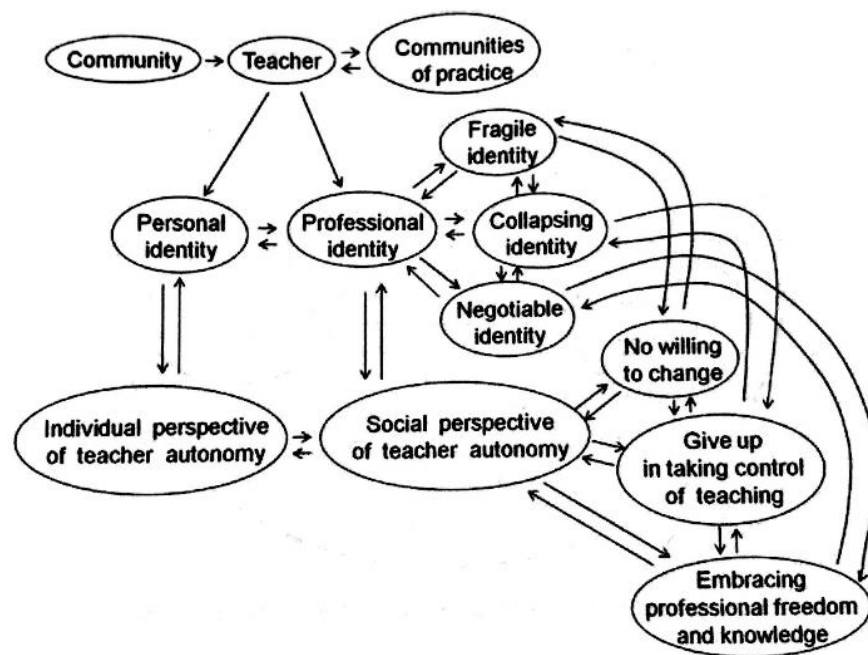 Community
Teacher
Communities
of practice
Fragile
identity
Personal
identity
Professional
identity
Collapsing
identity
Negotiable
identity
No willing
to change
Individual perspective
of teacher autonomy
Social perspective
of teacher autonomy
Give up
in taking control
of teaching
Embracing
professional freedom
and knowledge